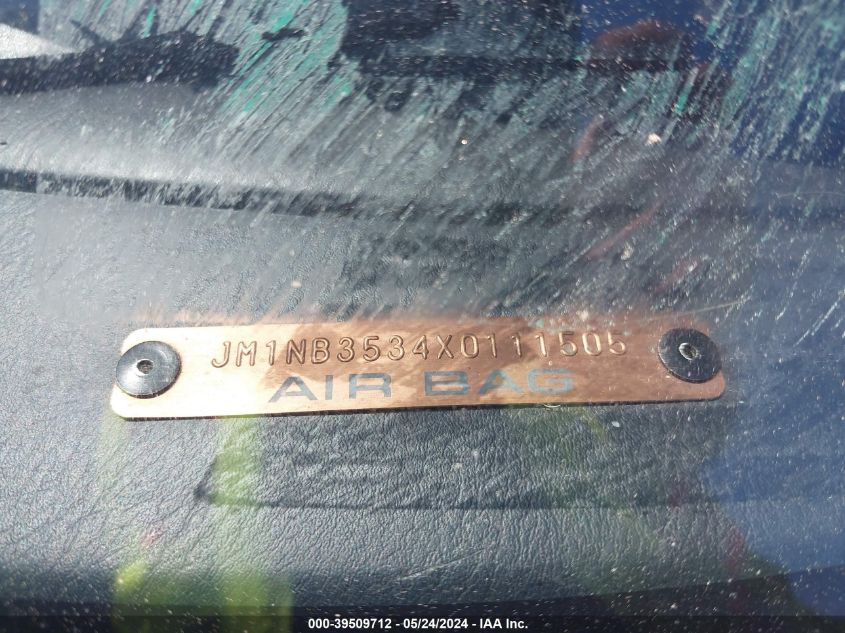 JM1NB3534X0111505
AIR BAG
000-39509712 - 05/24/2024 - IAA Inc.